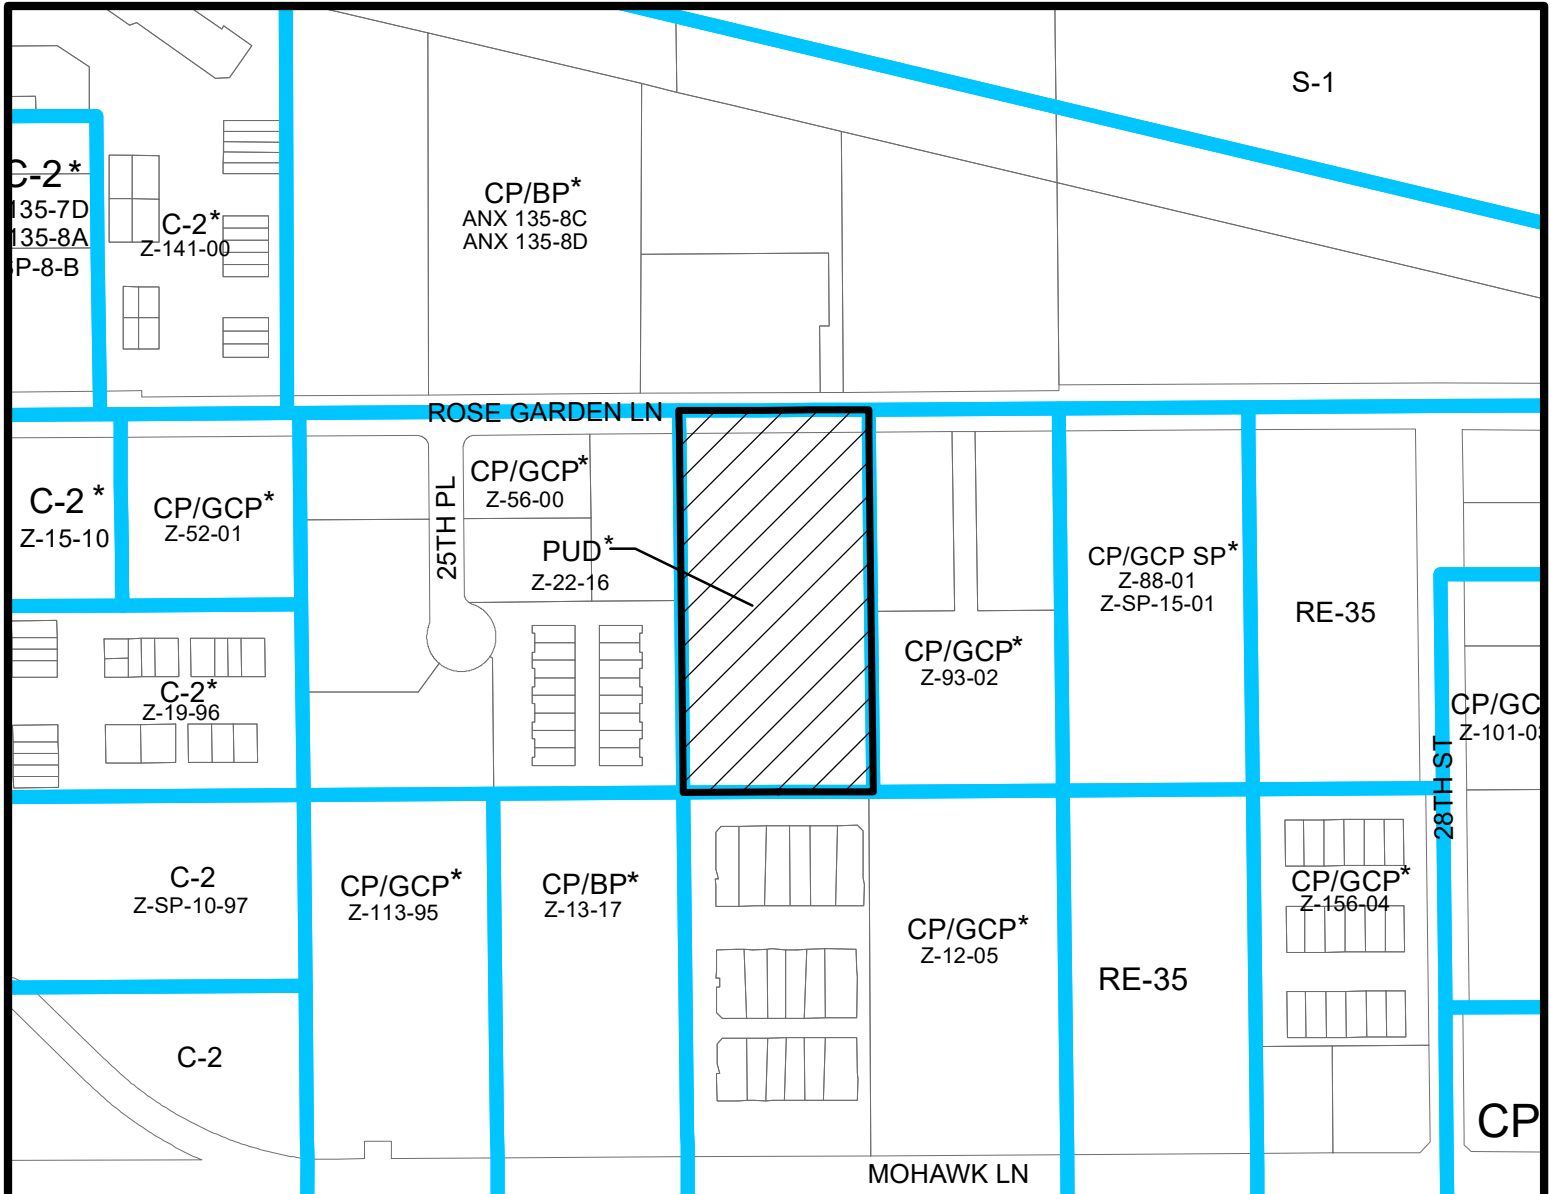 S-1
C-2*
135-7D
135-8A
P-8-B
C-2*
Z-141-00
CP/BP*
ANX 135-8C
ANX 135-8D
ROSE GARDEN LN
C-2*
Z-15-10
CP/GCP*
Z-52-01
25TH PL
CP/GCP*
Z-56-00
PUD*
Z-22-16
CP/GCP*
Z-93-02
CP/GCP SP*
Z-88-01
Z-SP-15-01
RE-35
C-2*
Z-19-96
CP/GC
Z-101-03
28TH ST
C-2
Z-SP-10-97
CP/GCP*
Z-113-95
CP/BP*
Z-13-17
CP/GCP*
Z-12-05
RE-35
CP/GCP*
Z-156-04
C-2
CP
MOHAWK LN